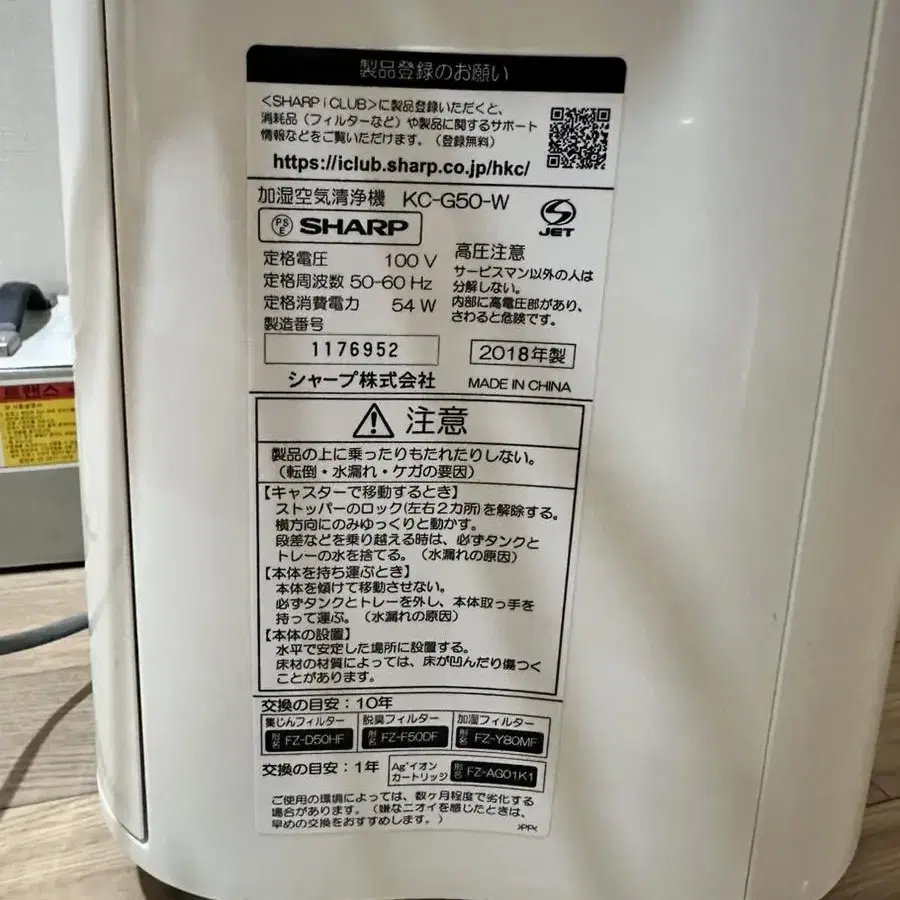 製品登録のお願い
<SHARP i CLUB>に製品登録いただくと、
消耗品（フィルターなど）や製品に関するサポート
情報などをご覧いただけます。（登録無料）
https://iclub.sharp.co.jp/hkc/
加湿空気清浄機 KC-G50-W
PS
E
SHARP
JET
定格電圧 100 V
定格周波数 50-60 Hz
定格消費電力 54 W
製造番号
1176952
高圧注意
サービスマン以外の人は
分解しない。
内部に高電圧部があり、
さわると危険です。
2018年製
シャープ株式会社 MADE IN CHINA
注意
製品の上に乗ったりもたれたりしない。
（転倒・水漏れ・ケガの要因）
【キャスターで移動するとき】
ストッパーのロック(左右2カ所)を解除する。
横方向にのみゆっくりと動かす。
段差などを乗り越える時は、必ずタンクと
トレーの水を捨てる。（水漏れの原因）
【本体を持ち運ぶとき】
本体を傾けて移動させない。
必ずタンクとトレーを外し、本体取っ手を
持って運ぶ。（水漏れの原因）
【本体の設置】
水平で安定した場所に設置する。
床材の材質によっては、床が凹んだり傷つく
ことがあります。
交換の目安：10年
集じんフィルター 脱臭フィルター 加湿フィルター
形名 FZ-D50HF 形名 FZ-F50DF 形名 FZ-Y80MF
交換の目安：1年
Ag+イオン
カートリッジ
形名 FZ-AG01K1
ご使用の環境によっては、数ヶ月程度で劣化する
場合があります。（嫌なニオイを感じたときは、
早めの交換をおすすめします。）
>PP<
트랜스